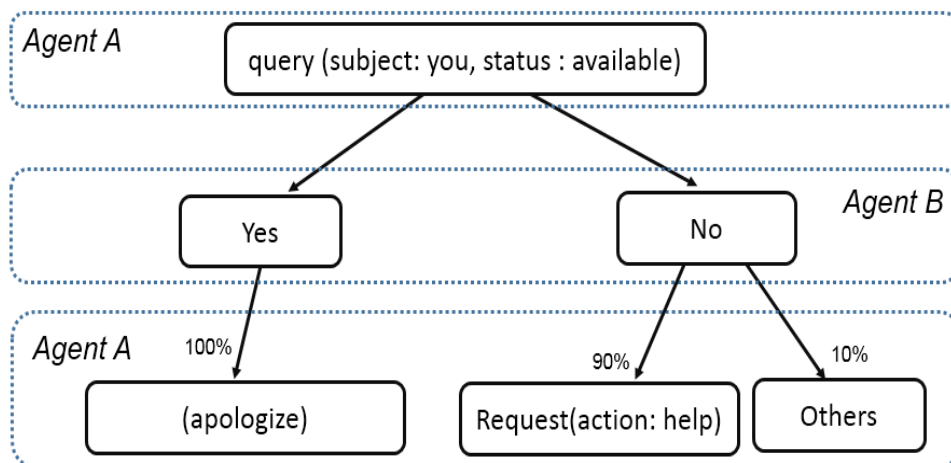 Agent A
query (subject: you, status : available)
Yes
No
Agent B
Agent A
100%
90%
10%
(apologize)
Request(action: help)
Others